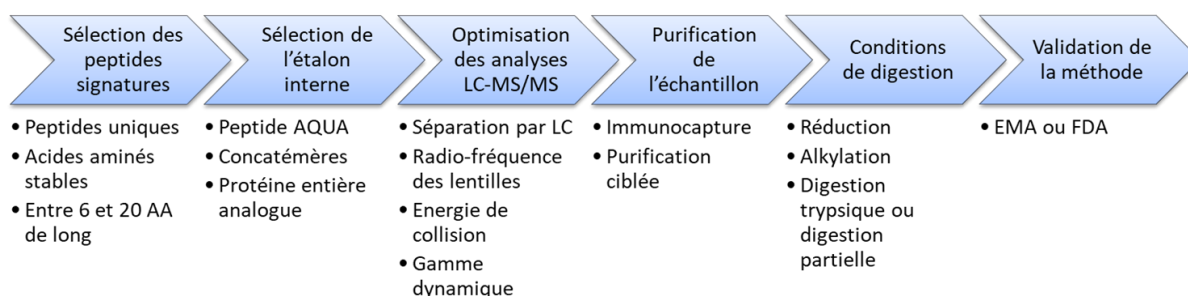 Sélection des
peptides
signatures
Sélection de
l'étalon
interne
Optimisation
des analyses
LC-MS/MS
Purification
de
l'échantillon
Conditions
de digestion
Validation de
la méthode
• Peptides uniques
• Acides aminés
stables
• Entre 6 et 20 AA
de long
• Peptide AQUA
• Concatémères
• Protéine entière
analogue
• Séparation par LC
• Radio-fréquence
des lentilles
• Energie de
collision
• Gamme
dynamique
• Immunocapture
• Purification
ciblée
• Réduction
• Alkylation
• Digestion
trypsique ou
digestion
partielle
• EMA ou FDA